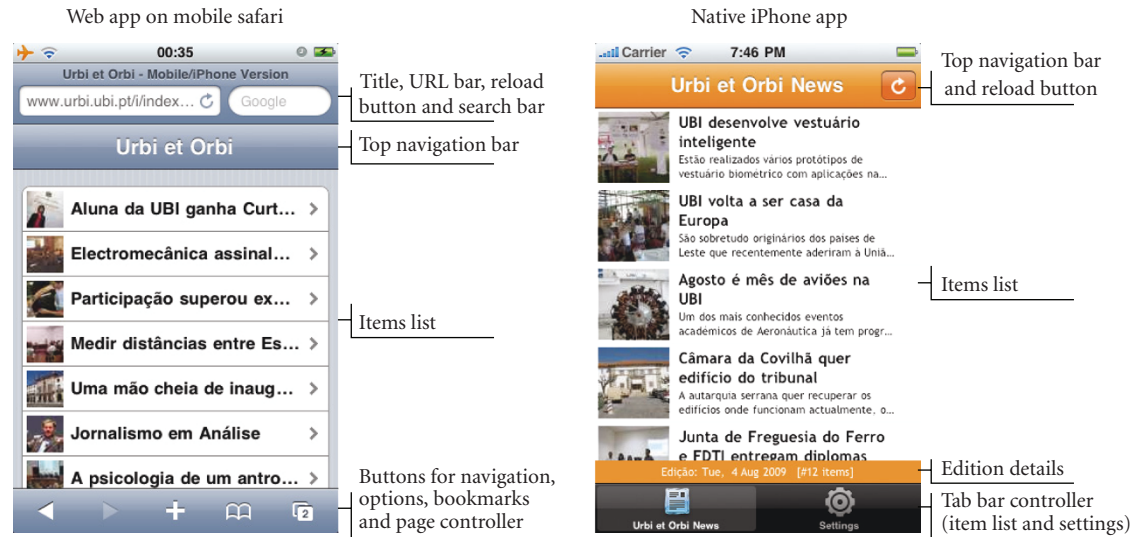 Web app on mobile safari
00:35
Urbi et Orbi - Mobile/iPhone Version
www.urbi.ubi.pt/i/index...
Google
Urbi et Orbi
Aluna da UBI ganha Curt...
Electromecânica assinal...
Participação superou ex...
Medir distâncias entre Es...
Uma mão cheia de inaug...
Jornalismo em Análise
A psicologia de um antro...
2
Title, URL bar, reload
button and search bar
Top navigation bar
Items list
Buttons for navigation,
options, bookmarks
and page controller
Native iPhone app
Carrier
7:46 PM
Urbi et Orbi News
UBI desenvolve vestuário
inteligente
Estão realizados vários protótipos de
vestuário biométrico com aplicações na...
UBI volta a ser casa da
Europa
São sobretudo originários dos países de
Leste que recentemente aderiram à Uniã...
Agosto é mês de aviões na
UBI
Um dos mais conhecidos eventos
académicos de Aeronáutica já tem progr...
Câmara da Covilhã quer
edifício do tribunal
A autarquia serrana quer recuperar os
edifícios onde funcionam actualmente, o...
Junta de Freguesia do Ferro
e FDTI entregam diplomas
Edição: Tue, 4 Aug 2009 [#12 items]
Urbi et Orbi News
Settings
Top navigation bar
and reload button
Items list
Edition details
Tab bar controller
(item list and settings)